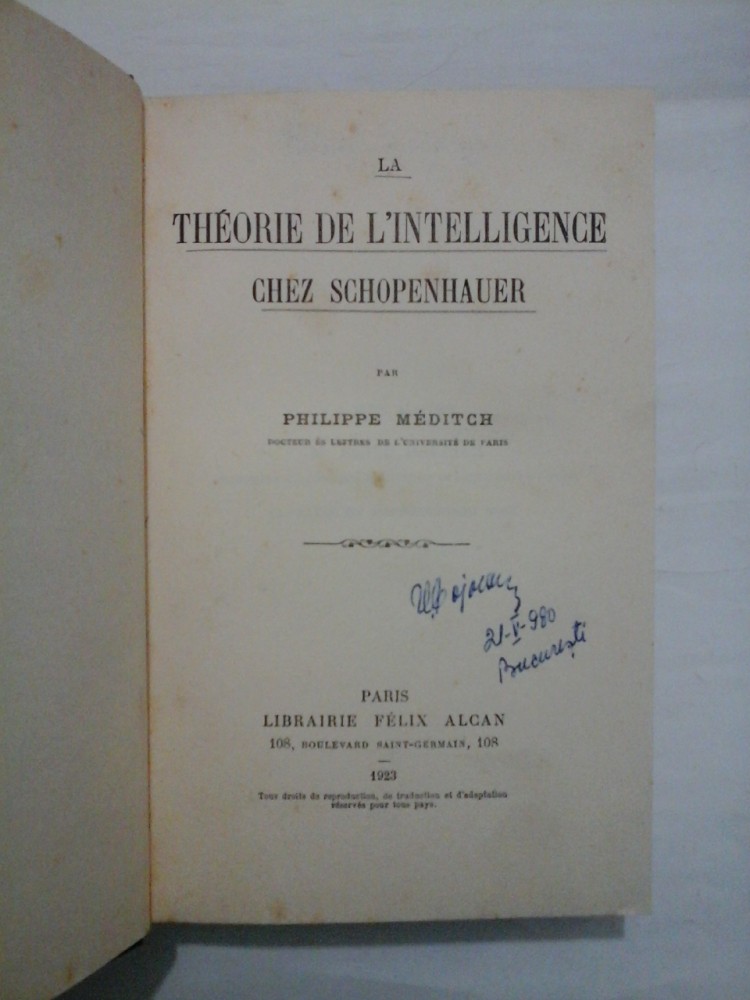 LA
THÉORIE DE L'INTELLIGENCE
CHEZ SCHOPENHAUER
PAR
PHILIPPE MÉDITCH
DOCTEUR ÈS LETTRES DE L'UNIVERSITÉ DE PARIS
21-V-980
București
PARIS
LIBRAIRIE FÉLIX ALCAN
108, BOULEVARD SAINT-GERMAIN, 108
1923
Tous droits de reproduction, de traduction et d'adaptation
réservés pour tous pays.